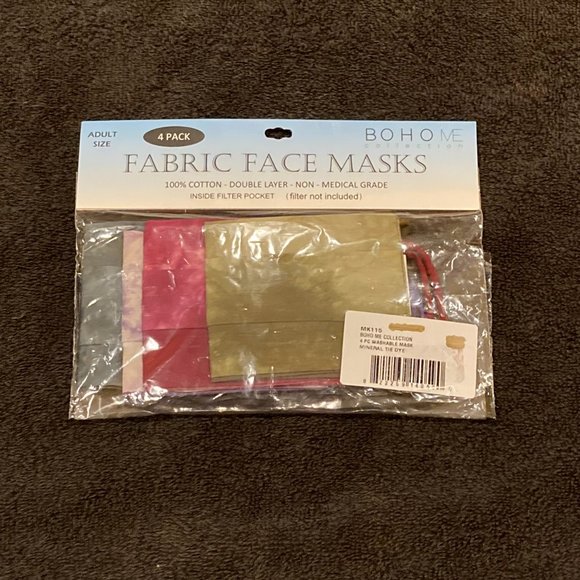 ADULT
SIZE
4 PACK
BOHO ME
collection
FABRIC FACE MASKS
100% COTTON - DOUBLE LAYER - NON - MEDICAL GRADE
INSIDE FILTER POCKET (filter not included)
MK115
BOHO ME COLLECTION
4 PC WASHABLE MASK
MINERAL TIE DYE